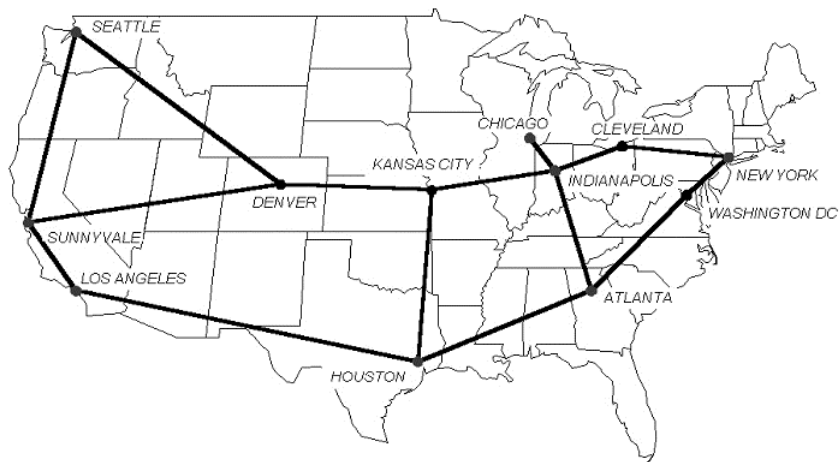 SEATTLE
CHICAGO
CLEVELAND
KANSAS CITY
NEW YORK
INDIANAPOLIS
DENVER
WASHINGTON DC
SUNNYVALE
LOS ANGELES
ATLANTA
HOUSTON